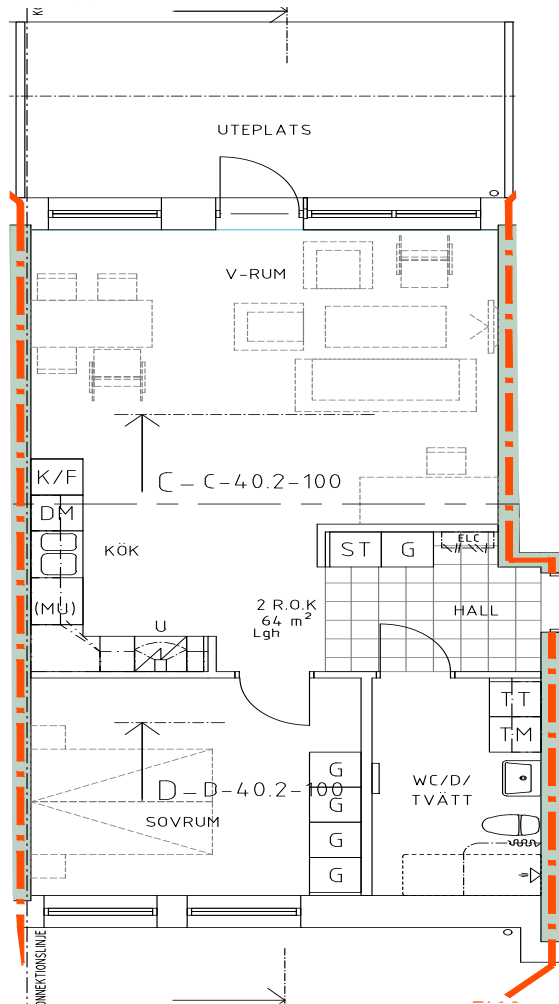 UTEPLATS
V-RUM
C - C-40.2-100
K/F
DM
KÖK
(MU)
U
ST
G
ELC
2 R.O.K
64 m²
Lgh
HALL
TT
TM
D - D-40.2-100
G
G
G
G
WC/D/
TVÄTT
SOVRUM